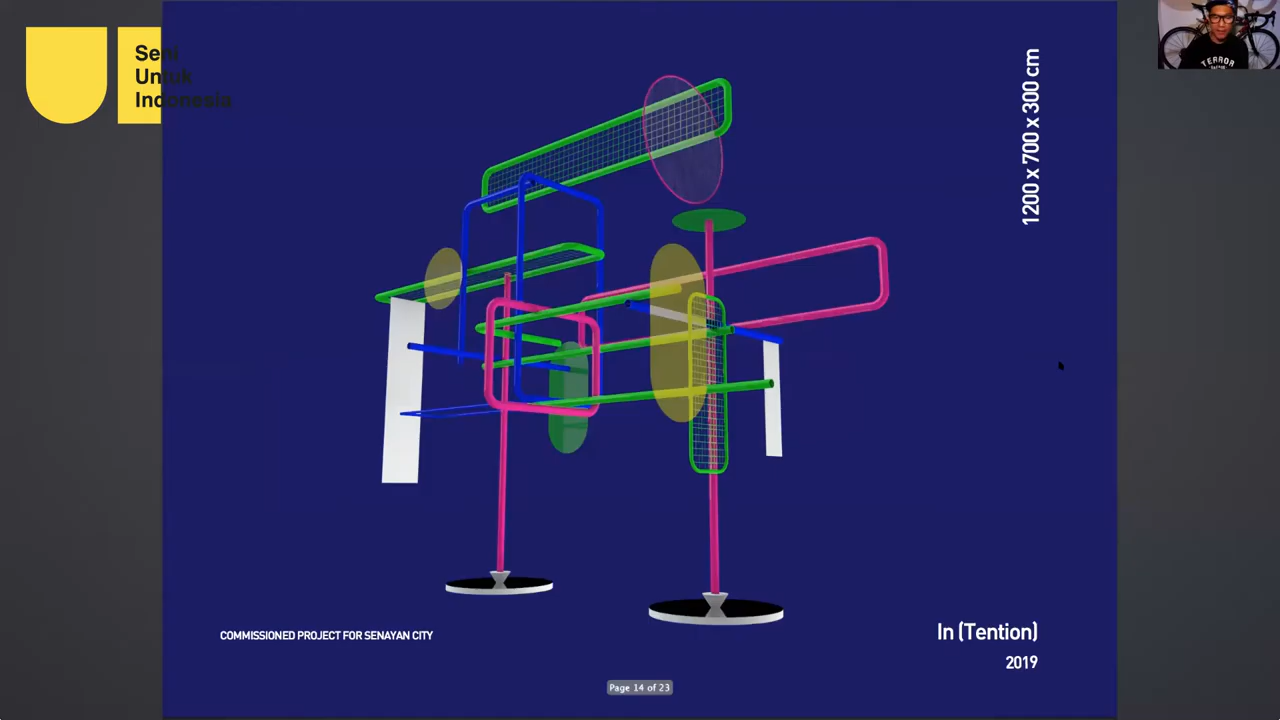 Seni
Untuk
Indonesia
1200 x 700 x 300 cm
TERROR
COMMISSIONED PROJECT FOR SENAYAN CITY
In (Tention)
2019
Page 14 of 23